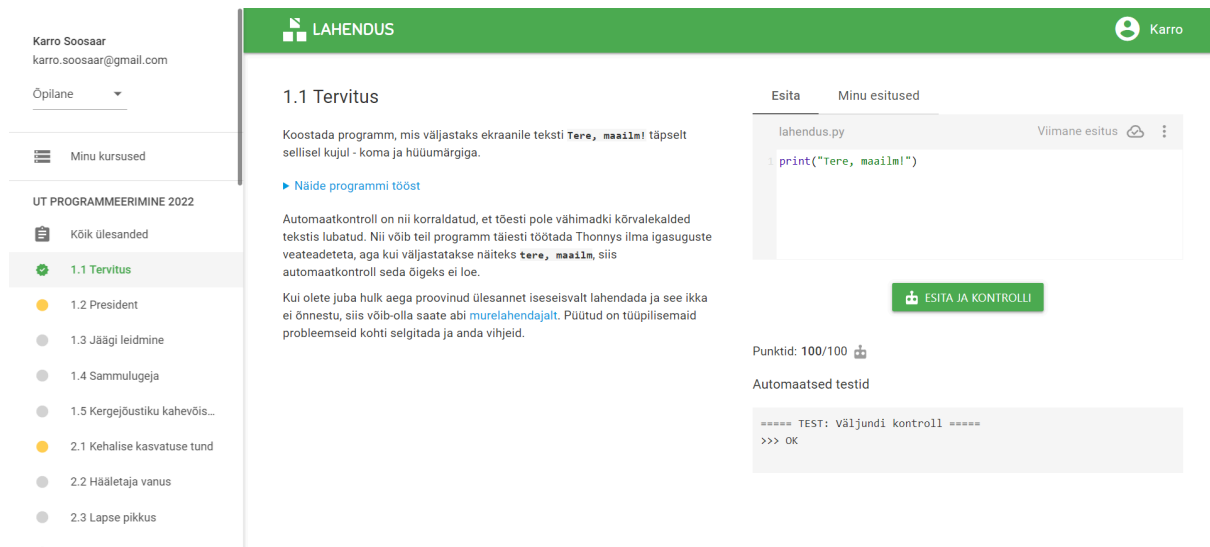 Karro Soosaar
karro.soosaar@gmail.com
Õpilane
Minu kursused
UT PROGRAMMEERIMINE 2022
Kõik ülesanded
1.1 Tervitus
1.2 President
1.3 Jäägi leidmine
1.4 Sammulugeja
1.5 Kergejõustiku kahevõis...
2.1 Kehalise kasvatuse tund
2.2 Hääletaja vanus
2.3 Lapse pikkus
LAHENDUS
Karro
1.1 Tervitus
Koostada programm, mis väljastaks ekraanile teksti Tere, maailm! täpselt
sellisel kujul - koma ja hüüumärgiga.
Näide programmi tööst
Automaatkontroll on nii korraldatud, et tõesti pole vähimadki kõrvalekalded
tekstis lubatud. Nii võib teil programm täiesti töötada Thonnys ilma igasuguste
veateadeteta, aga kui väljastatakse näiteks tere, maailm, siis
automaatkontroll seda õigeks ei loe.
Kui olete juba hulk aega proovinud ülesannet iseseisvalt lahendada ja see ikka
ei õnnestu, siis võib-olla saate abi murelahendajalt. Püütud on tüüpilisemaid
probleemseid kohti selgitada ja anda vihjeid.
Esita Minu esitused
lahendus.py Viimane esitus
1 print("Tere, maailm!")
ESITA JA KONTROLLI
Punktid: 100/100
Automaatsed testid
===== TEST: Väljundi kontroll =====
>>> OK